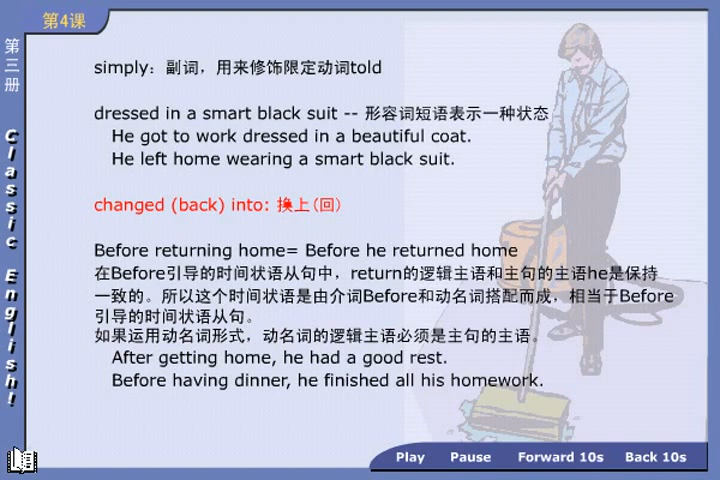 第4课
第三册
Classic English!
simply：副词，用来修饰限定动词told
dressed in a smart black suit -- 形容词短语表示一种状态
He got to work dressed in a beautiful coat.
He left home wearing a smart black suit.
changed (back) into: 换上(回)
Before returning home= Before he returned home
在Before引导的时间状语从句中，return的逻辑主语和主句的主语he是保持
一致的。所以这个时间状语是由介词Before和动名词搭配而成，相当于Before
引导的时间状语从句。
如果运用动名词形式，动名词的逻辑主语必须是主句的主语。
After getting home, he had a good rest.
Before having dinner, he finished all his homework.
Play Pause Forward 10s Back 10s